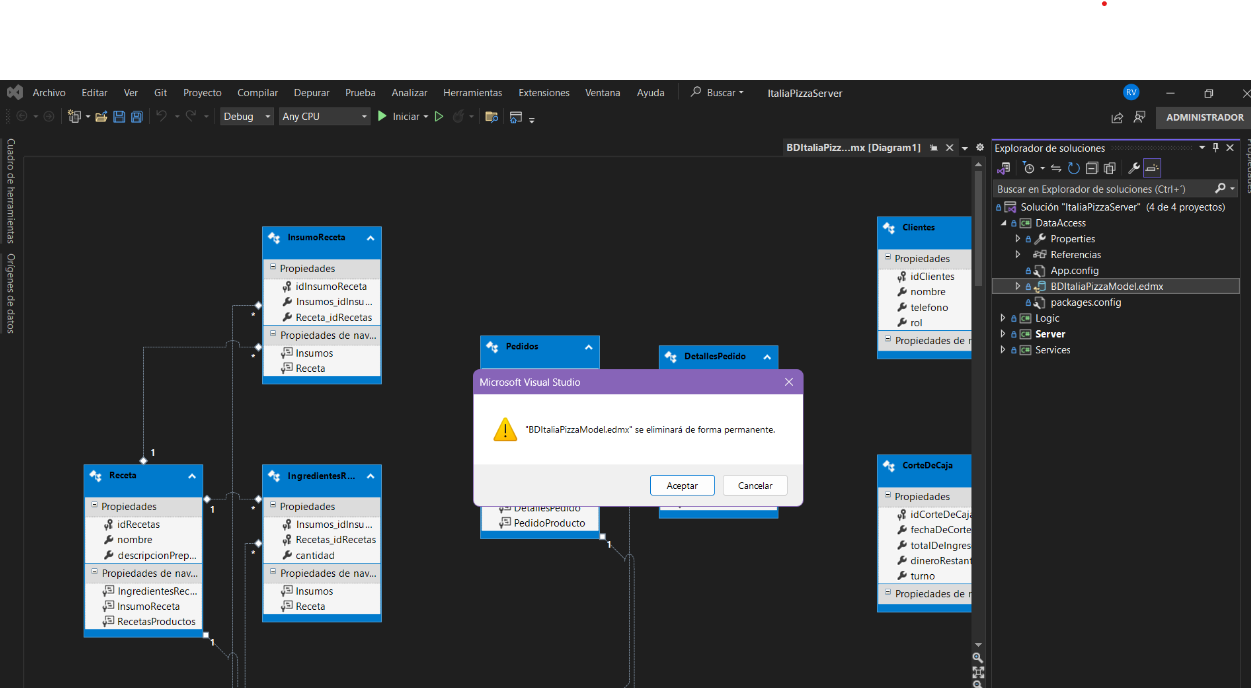 Archivo Editar Ver Git Proyecto Compilar Depurar Prueba Analizar Herramientas Extensiones Ventana Ayuda Buscar ItaliaPizzaServer RV
Debug Any CPU Iniciar ADMINISTRADOR
Cuadro de herramientas
Orígenes de datos
BDItaliaPizz...mx [Diagram1]
InsumoReceta
Propiedades
idInsumoReceta
Insumos_idInsu...
Receta_idRecetas
Propiedades de nav...
Insumos
Receta
*
*
1
Receta
Propiedades
idRecetas
nombre
descripcionPrep...
Propiedades de nav...
IngredientesRec...
InsumoReceta
RecetasProductos
1
1
IngredientesR...
Propiedades
Insumos_idInsu...
Recetas_idRecetas
cantidad
Propiedades de nav...
Insumos
Receta
*
*
Pedidos
DetallesPedido
Microsoft Visual Studio
"BDItaliaPizzaModel.edmx" se eliminará de forma permanente.
Aceptar Cancelar
DetallesPedido
PedidoProducto
1
Clientes
Propiedades
idClientes
nombre
telefono
rol
Propiedades de n
CorteDeCaja
Propiedades
idCorteDeCaja
fechaDeCorte
totalDeIngres
dineroRestant
turno
Propiedades de n
Explorador de soluciones
Buscar en Explorador de soluciones (Ctrl+´)
Solución "ItaliaPizzaServer" (4 de 4 proyectos)
DataAccess
Properties
Referencias
App.config
BDItaliaPizzaModel.edmx
packages.config
Logic
Server
Services